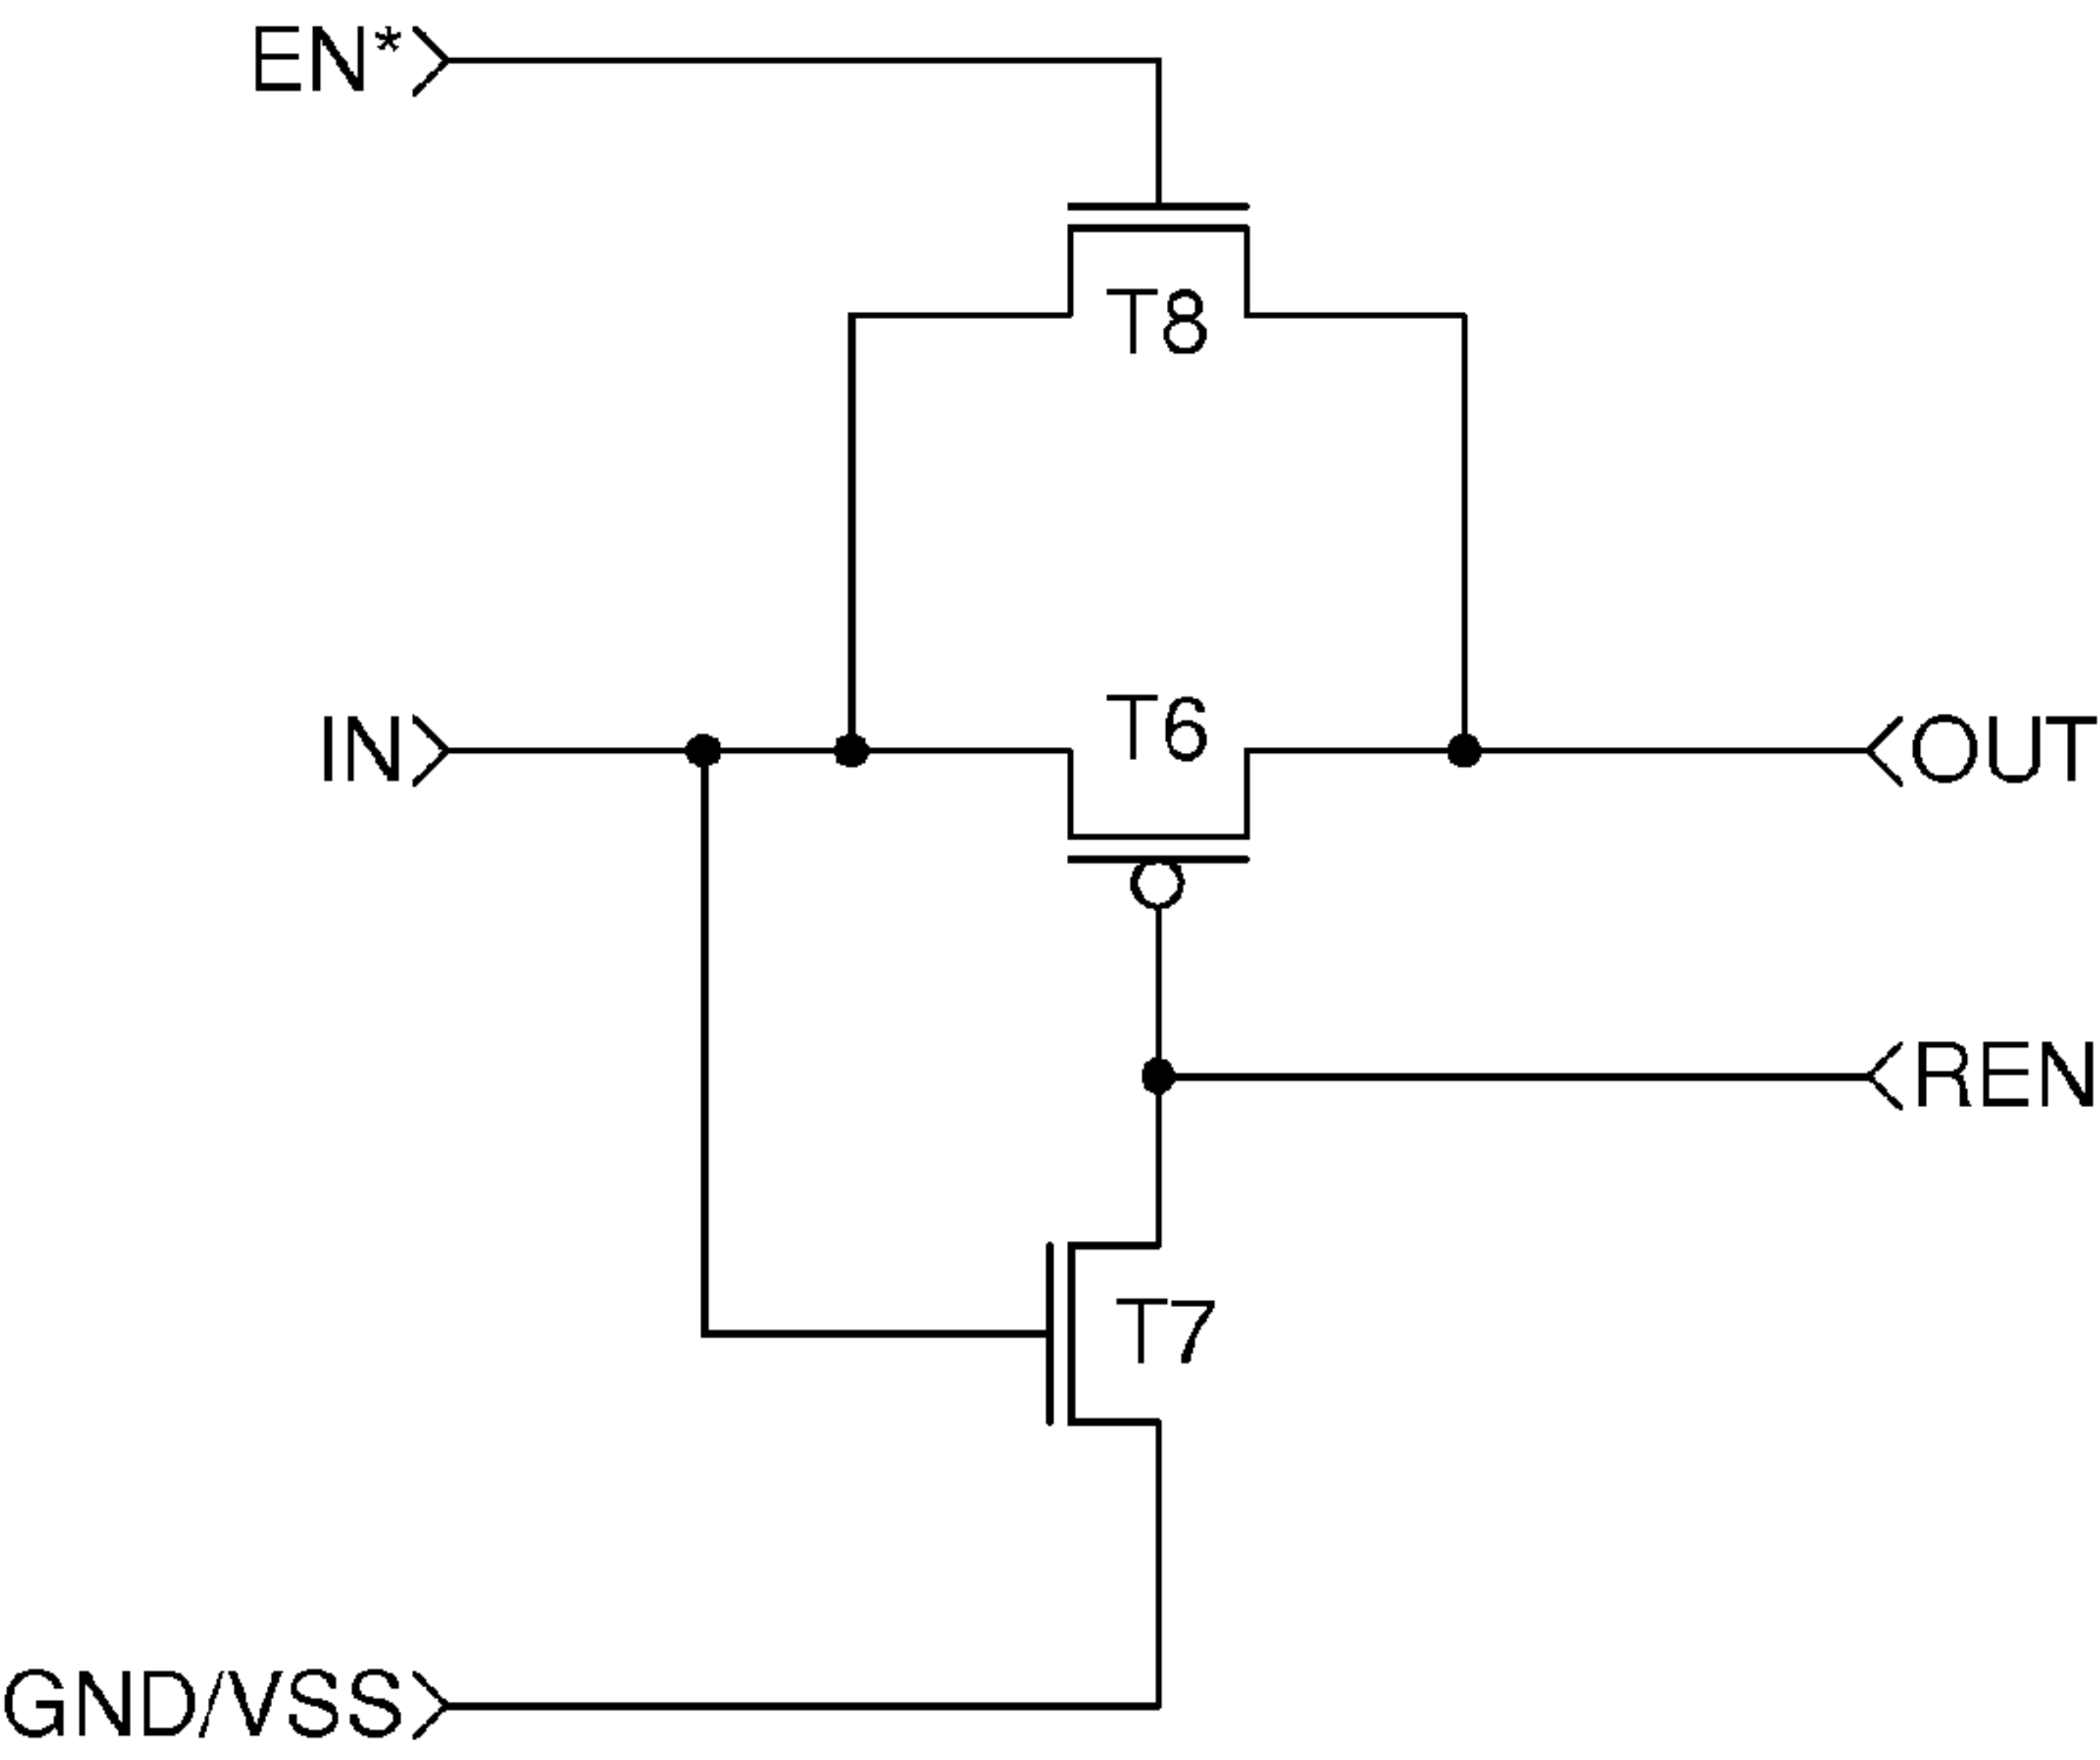 EN*
T8
T6
IN
OUT
REN
T7
GND/VSS